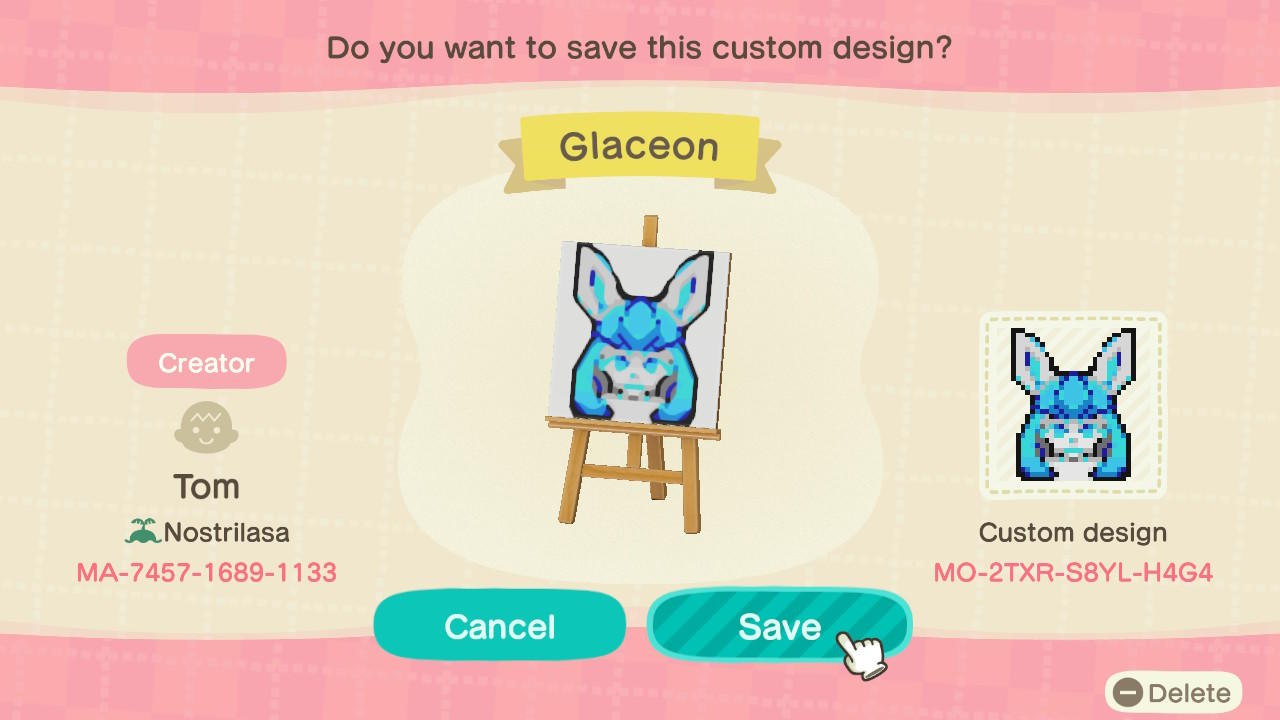 Do you want to save this custom design?
Glaceon
Creator
Tom
Nostrilasa
MA-7457-1689-1133
Custom design
MO-2TXR-S8YL-H4G4
Cancel
Save
Delete